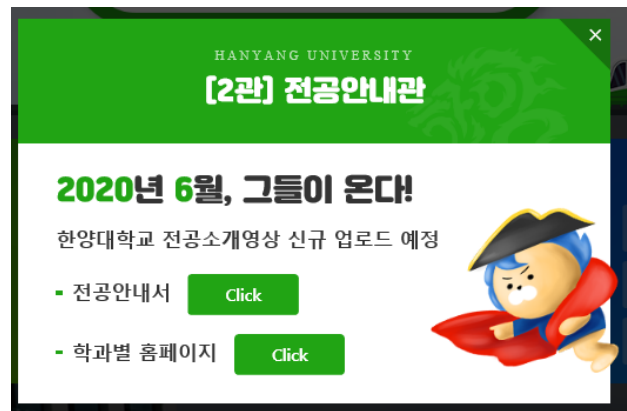 HANYANG UNIVERSITY
[2관] 전공안내관
2020년 6월, 그들이 온다!
한양대학교 전공소개영상 신규 업로드 예정
- 전공안내서 Click
- 학과별 홈페이지 Click